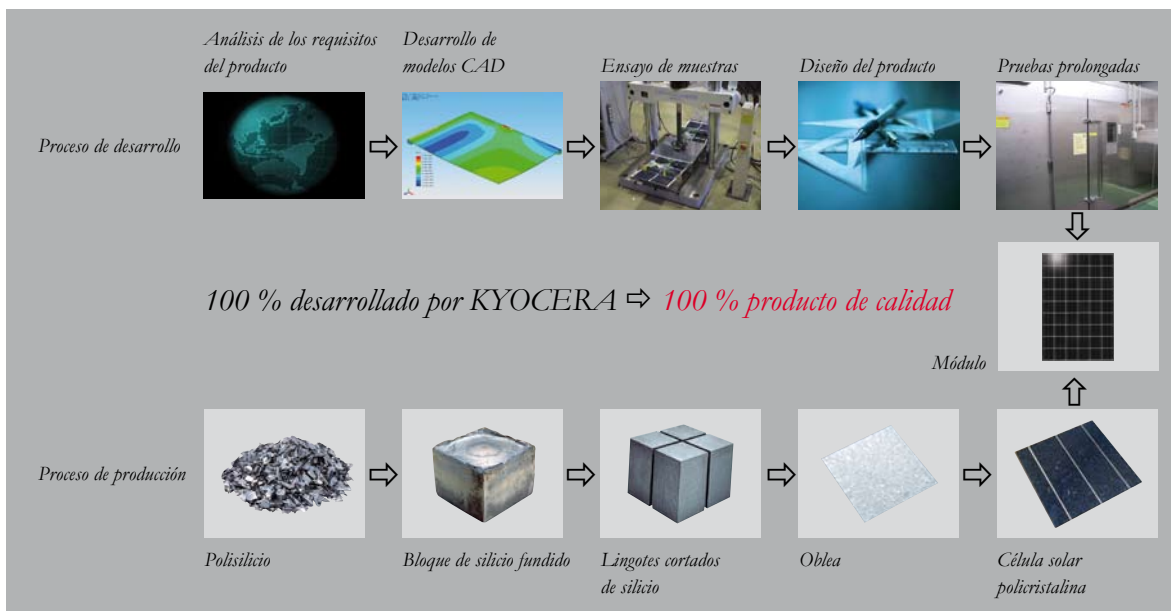 Análisis de los requisitos
del producto
Desarrollo de
modelos CAD
Ensayo de muestras
Diseño del producto
Pruebas prolongadas
Proceso de desarrollo
100 % desarrollado por KYOCERA ⇨ 100 % producto de calidad
Módulo
Proceso de producción
Polisilicio
Bloque de silicio fundido
Lingotes cortados
de silicio
Oblea
Célula solar
policristalina